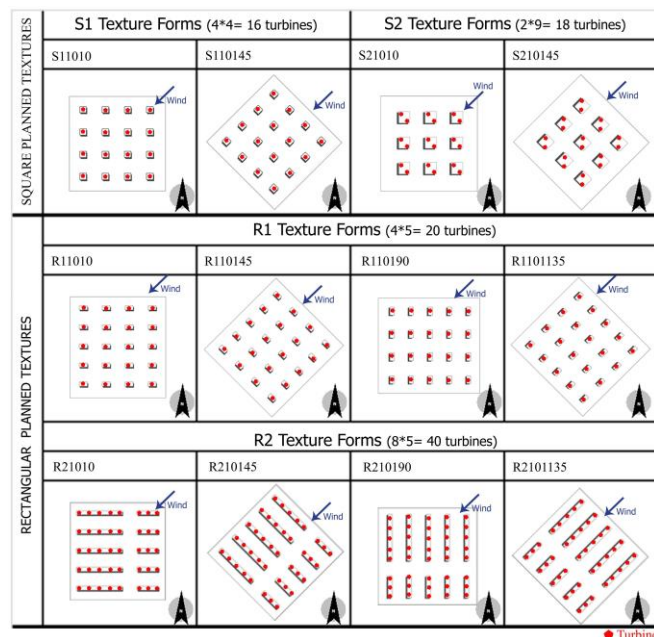 S1 Texture Forms (4*4= 16 turbines)
S2 Texture Forms (2*9= 18 turbines)
SQUARE PLANNED TEXTURES
S11010
S110145
S21010
S210145
Wind
Wind
Wind
Wind
R1 Texture Forms (4*5= 20 turbines)
RECTANGULAR PLANNED TEXTURES
R11010
R110145
R110190
R1101135
Wind
Wind
Wind
Wind
R2 Texture Forms (8*5= 40 turbines)
R21010
R210145
R210190
R2101135
Wind
Wind
Wind
Wind
Turbine